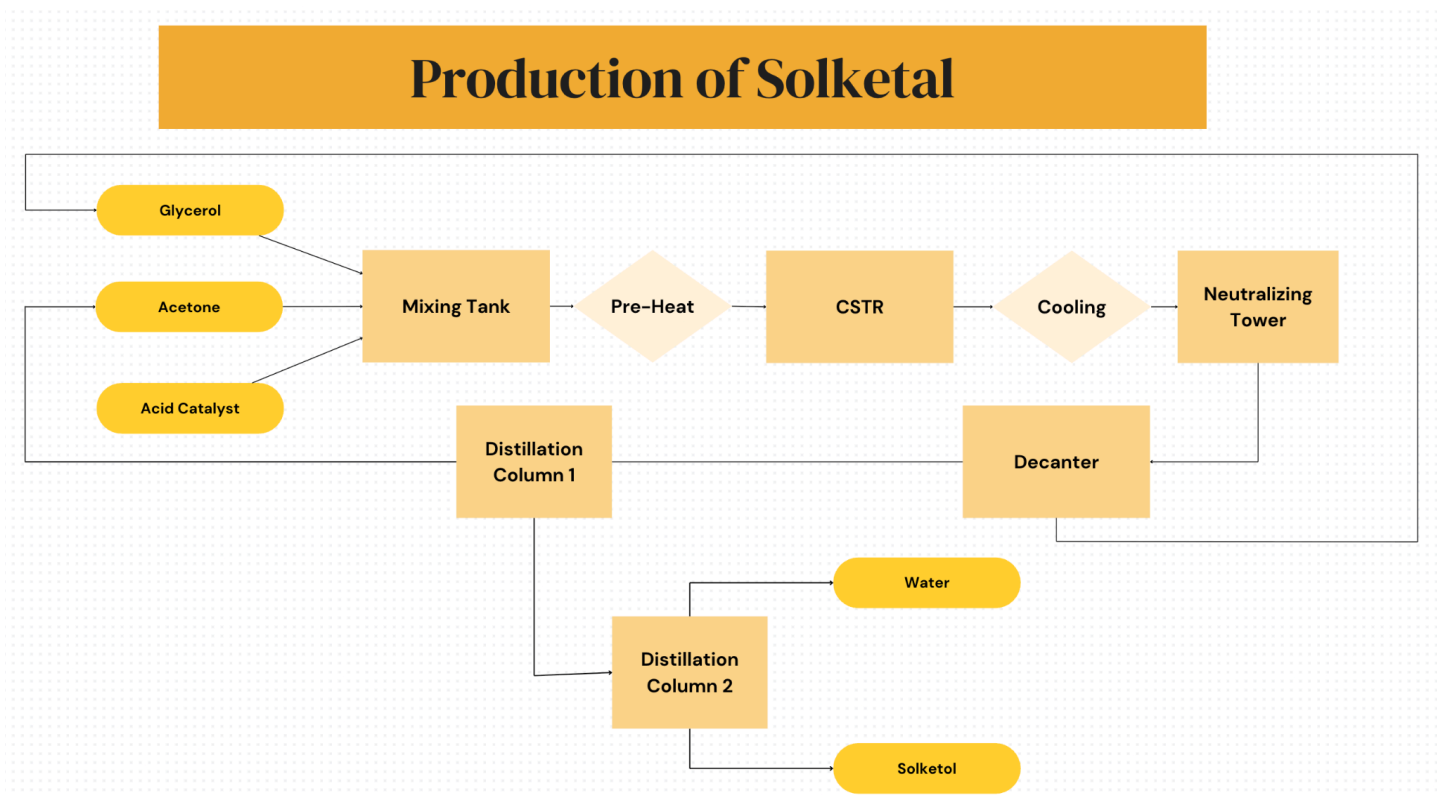 Production of Solketal
Glycerol
Acetone
Acid Catalyst
Mixing Tank
Pre-Heat
CSTR
Cooling
Neutralizing
Tower
Distillation
Column 1
Decanter
Water
Distillation
Column 2
Solketol